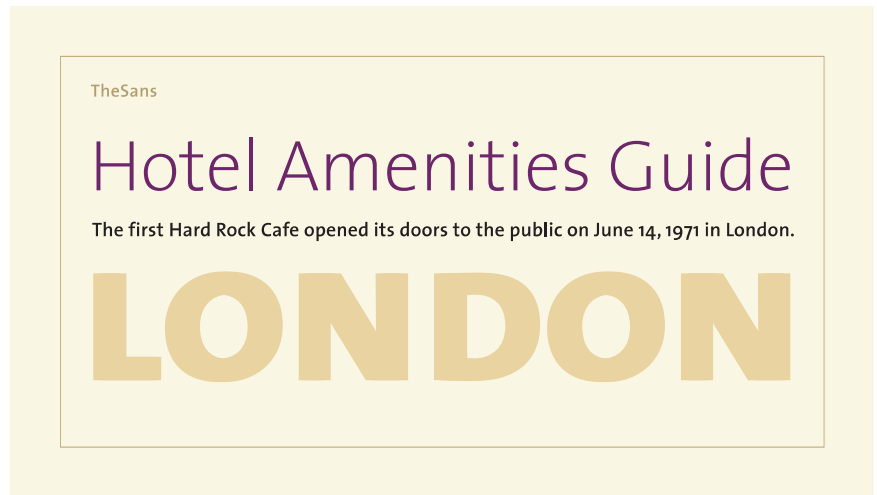 TheSans
Hotel Amenities Guide
The first Hard Rock Cafe opened its doors to the public on June 14, 1971 in London.
LONDON